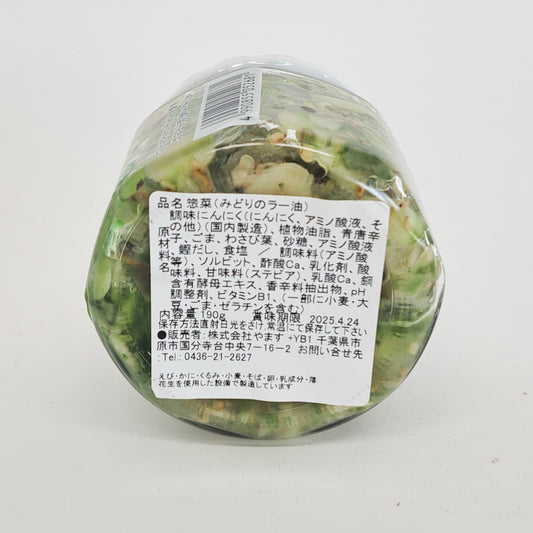 品名 惣菜(みどりのラー油)
原材料名
調味にんにく(にんにく、アミノ酸液、そ
の他)(国内製造)、植物油脂、青唐辛
子、ごま、わさび葉、砂糖、アミノ酸液
、鰹だし、食塩 / 調味料(アミノ酸
等)、ソルビット、酢酸Ca、乳化剤、酸
味料、甘味料(ステビア)、乳酸Ca、銅
含有酵母エキス、香辛料抽出物、pH
調整剤、ビタミンB1、(一部に小麦・大
豆・ごま・ゼラチンを含む)
内容量 190g 賞味期限 2025.4.24
保存方法直射日光をさけ,常温にて保存して下さい
●販売者:株式会社やます +YB1 千葉県市
原市国分寺台中央7-16-2 お問い合せ先
:Tel.: 0436-21-2627
えび・かに・くるみ・小麦・そば・卵・乳成分・落
花生を使用した設備で製造しています